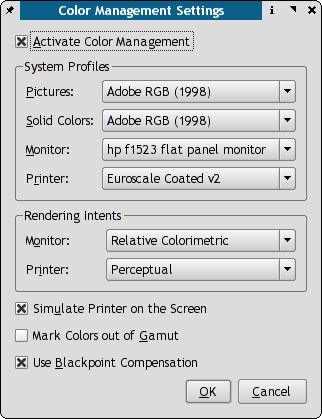 Color Management Settings
Activate Color Management
System Profiles
Pictures: Adobe RGB (1998)
Solid Colors: Adobe RGB (1998)
Monitor: hp f1523 flat panel monitor
Printer: Euroscale Coated v2
Rendering Intents
Monitor: Relative Colorimetric
Printer: Perceptual
Simulate Printer on the Screen
Mark Colors out of Gamut
Use Blackpoint Compensation
OK Cancel